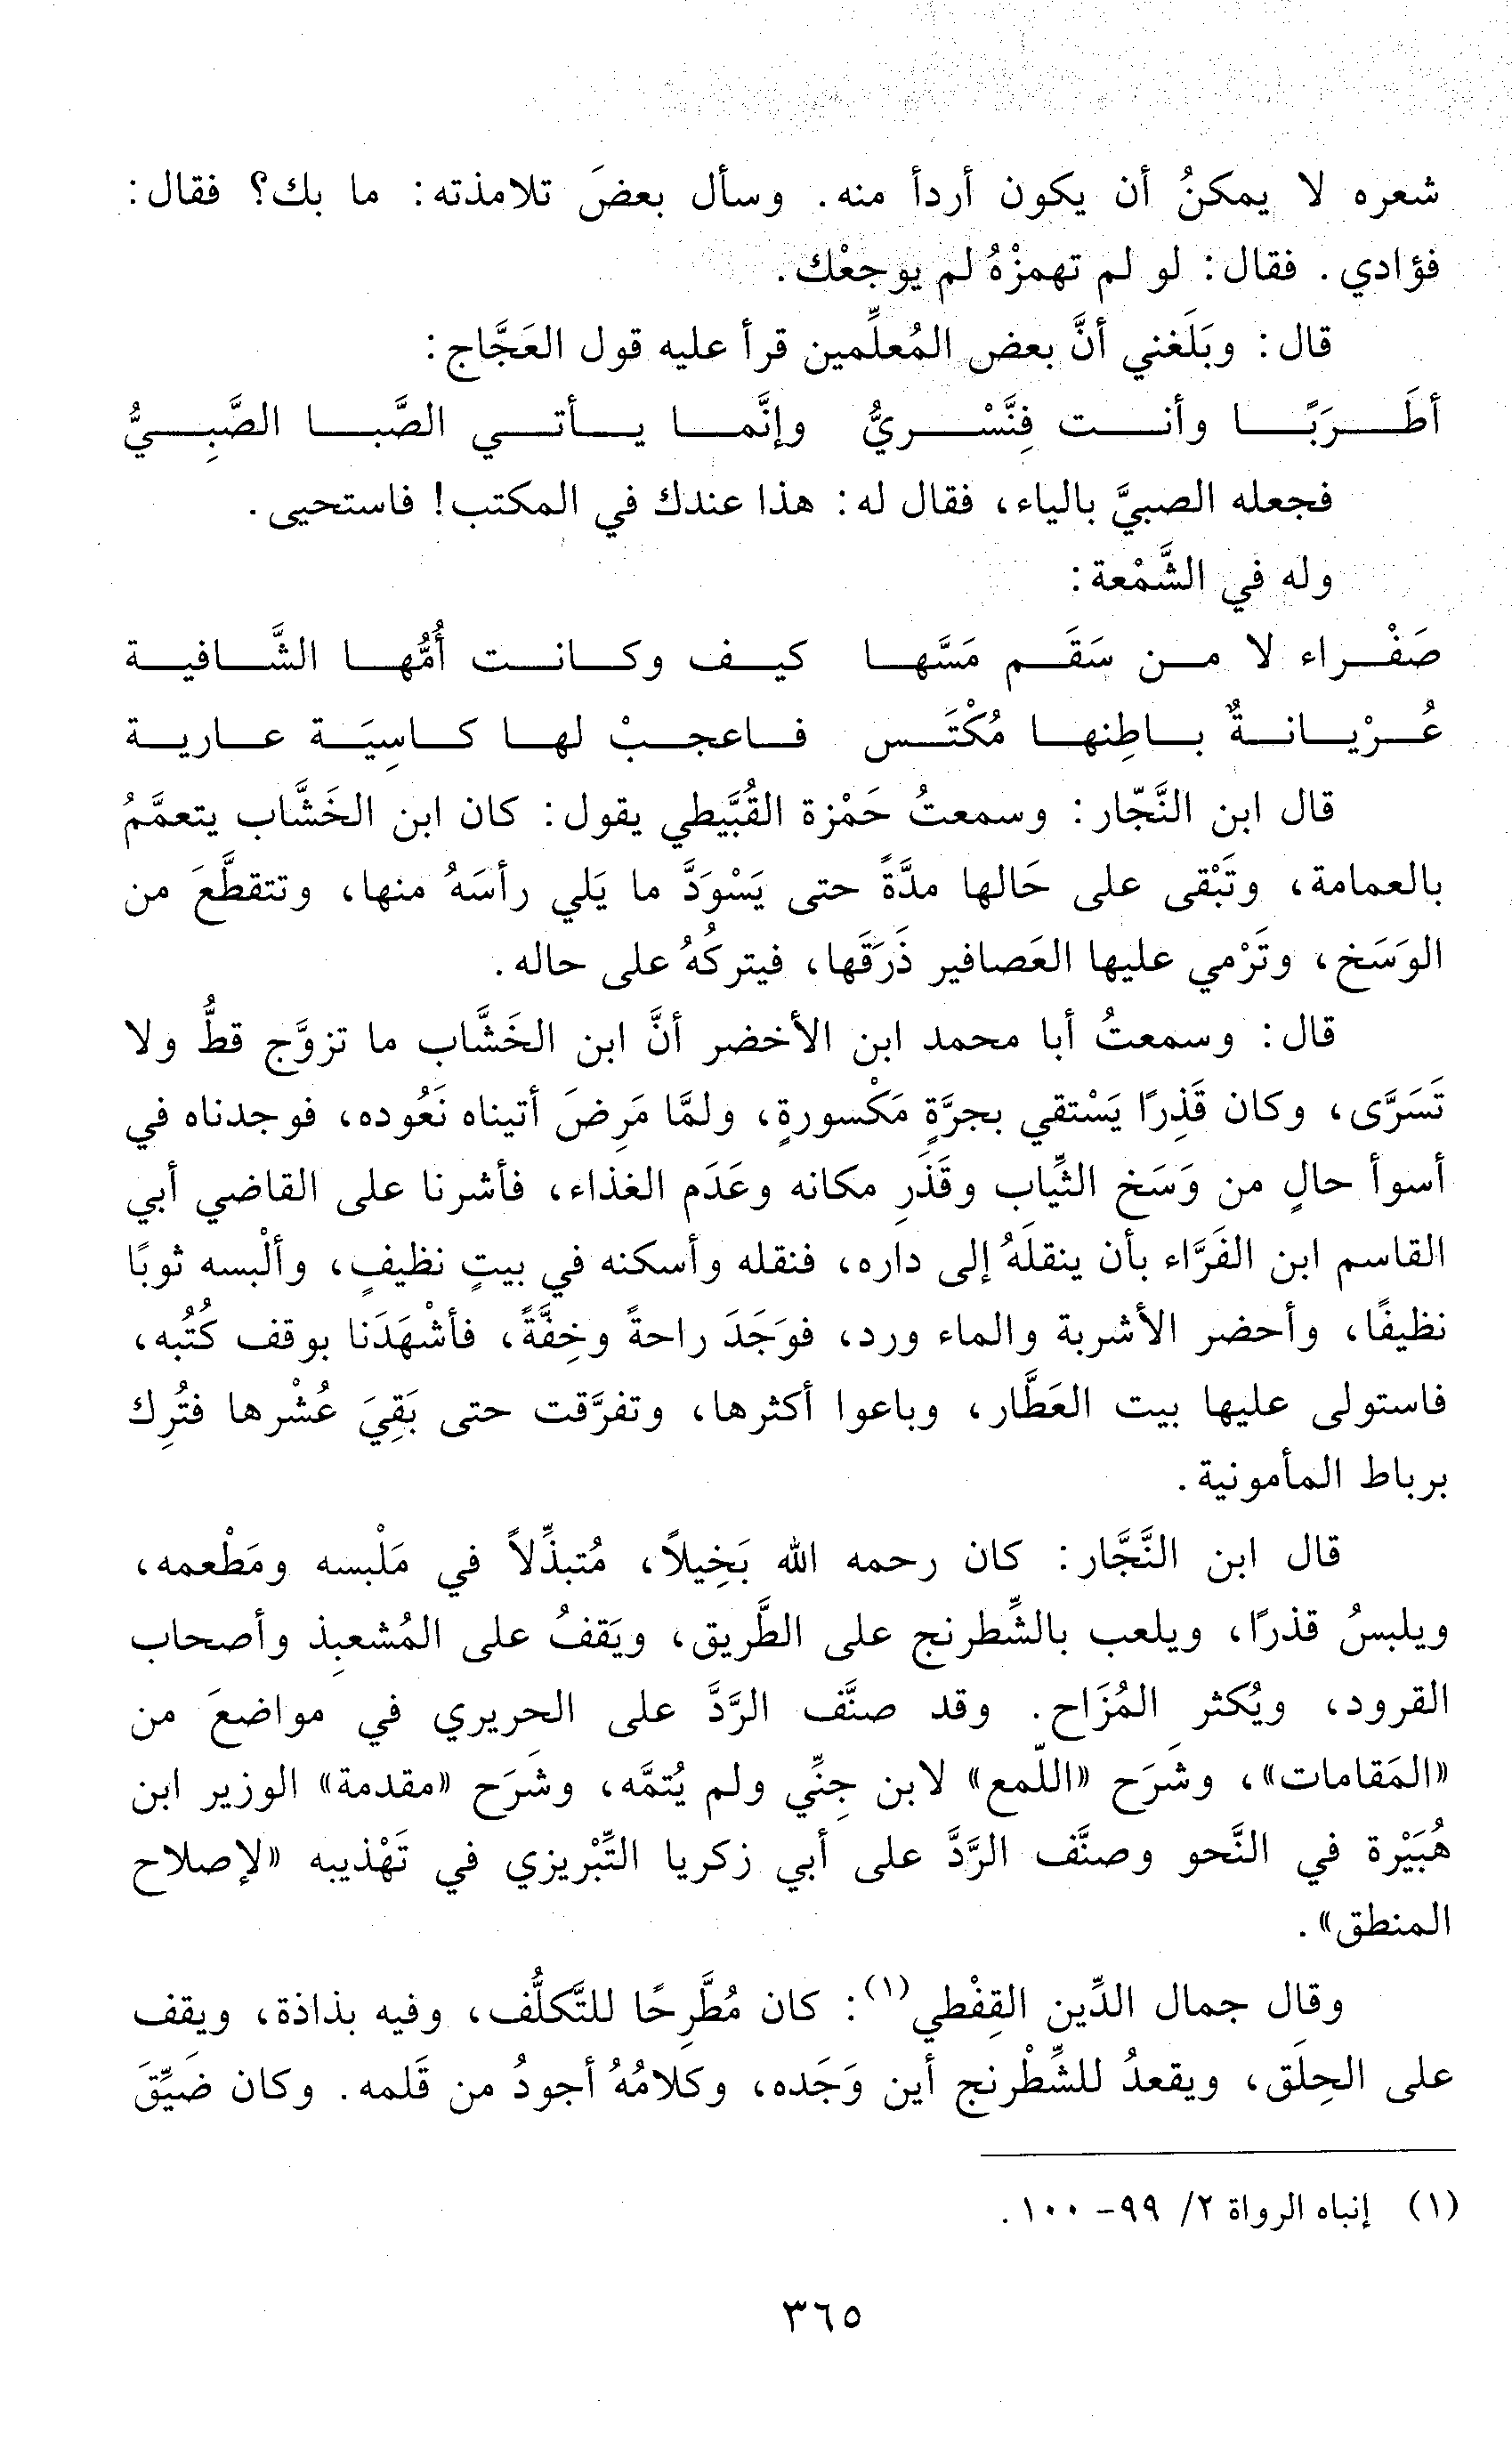 شعره لا يمكنُ أن يكون أردأ منه. وسأل بعضَ تلامذته: ما بك؟ فقال:
فؤادي. فقال: لو لم تهمزْهُ لم يوجعْك.
قال: وبَلَغني أنَّ بعض المُعلِّمين قرأ عليه قول العَجَّاج:
أطَرَبًا وأنت فِنَّسْريُّ وإنَّما يأتي الصَّبا الصَّبِيُّ
فجعله الصبيَّ بالياء، فقال له: هذا عندك في المكتب! فاستحيى.
وله في الشَّمْعة:
صَفْراء لا من سَقَم مَسَّها كيف وكانت أُمُّها الشَّافية
عُرْيانةٌ باطِنها مُكْتَس فاعجبْ لها كاسِيَة عارية
قال ابن النَّجّار: وسمعتُ حَمْزة القُبَّيطي يقول: كان ابن الخَشَّاب يتعمَّمُ
بالعمامة، وتَبْقى على حَالها مدَّةً حتى يَسْوَدَّ ما يَلي رأسَهُ منها، وتتقطَّعَ من
الوَسَخ، وتَرْمي عليها العَصافير ذَرَقَها، فيتركُهُ على حاله.
قال: وسمعتُ أبا محمد ابن الأخضر أنَّ ابن الخَشَّاب ما تزوَّج قطُّ ولا
تَسَرَّى، وكان قَذِرًا يَسْتقي بجرَّةٍ مَكْسورةٍ، ولمَّا مَرِضَ أتيناه نَعُوده، فوجدناه في
أسوأ حالٍ من وَسَخ الثِّياب وقَذَرِ مكانه وعَدَم الغذاء، فأشرنا على القاضي أبي
القاسم ابن الفَرَّاء بأن ينقلَهُ إلى داره، فنقله وأسكنه في بيتٍ نظيفٍ، وألْبسه ثوبًا
نظيفًا، وأحضر الأشربة والماء ورد، فوَجَدَ راحةً وخِفَّةً، فأشْهَدَنا بوقف كُتُبه،
فاستولى عليها بيت العَطَّار، وباعوا أكثرها، وتفرَّقت حتى بَقِيَ عُشْرها فتُرِك
برباط المأمونية.
قال ابن النَّجَّار: كان رحمه الله بَخِيلاً، مُتبذِّلاً في مَلْبسه ومَطْعمه،
ويلبسُ قذرًا، ويلعب بالشِّطرنج على الطَّريق، ويَقفُ على المُشعبِذ وأصحاب
القرود، ويُكثر المُزَاح. وقد صنَّف الرَّدَّ على الحريري في مواضعَ من
«المَقامات»، وشَرَح «اللّمع» لابن جِنِّي ولم يُتمَّه، وشَرَح «مقدمة» الوزير ابن
هُبَيْرة في النَّحو وصنَّف الرَّدَّ على أبي زكريا التِّبْريزي في تَهْذيبه «لإصلاح
المنطق».
وقال جمال الدِّين القِفْطي(١): كان مُطَّرِحًا للتَّكلُّف، وفيه بذاذة، ويقف
على الحِلَق، ويقعدُ للشِّطْرنج أين وَجَده، وكلامُهُ أجودُ من قَلمه. وكان ضَيِّقَ
(١) إنباه الرواة ٢/ ٩٩- ١٠٠.
٣٦٥